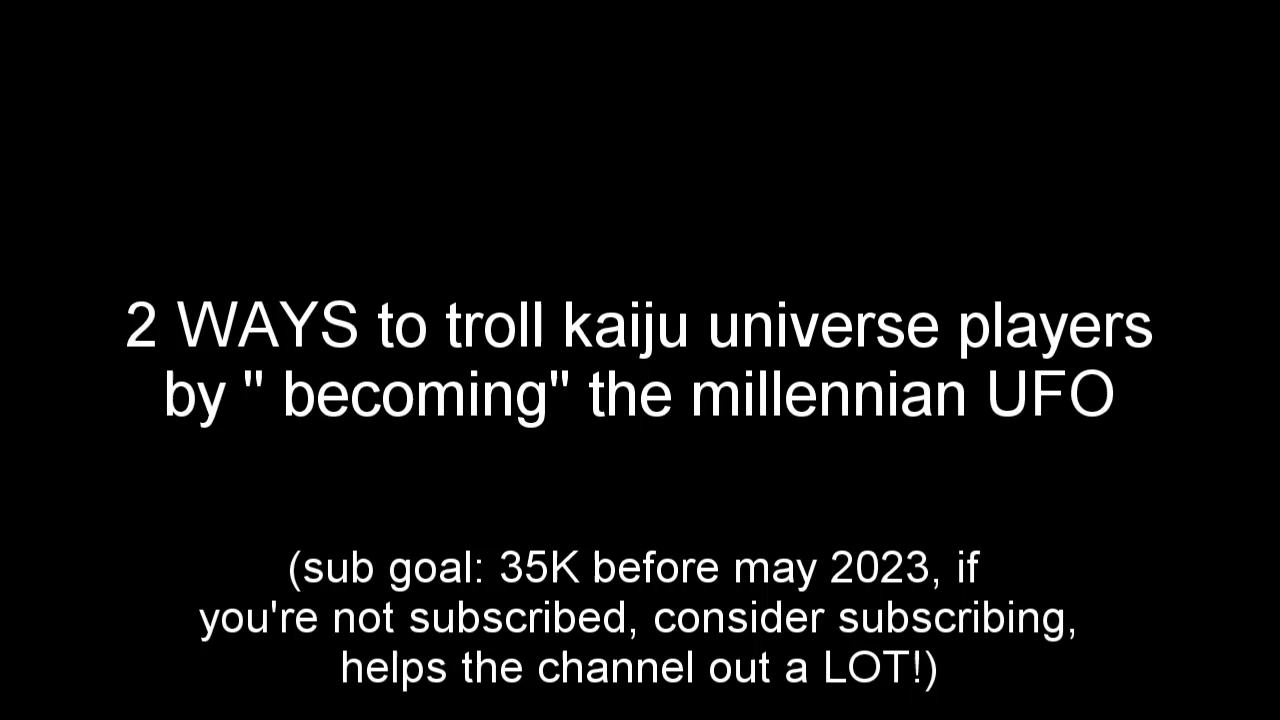 2 WAYS to troll kaiju universe players
by " becoming" the millennian UFO
(sub goal: 35K before may 2023, if
you're not subscribed, consider subscribing,
helps the channel out a LOT!)